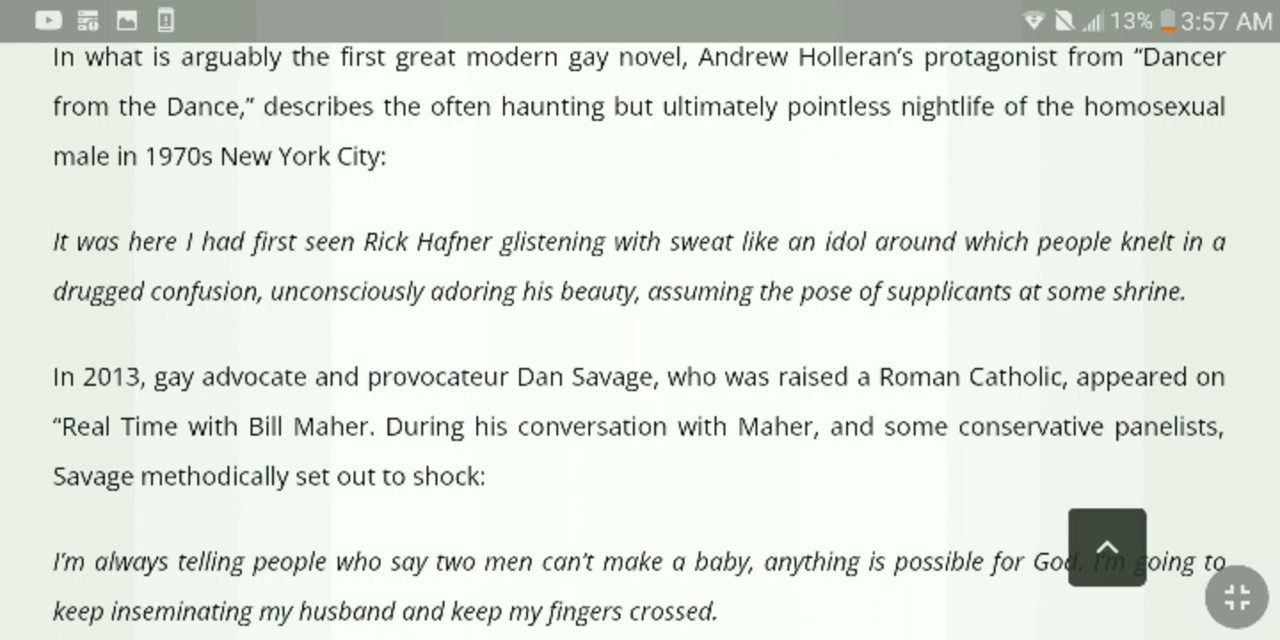 13% 3:57 AM
In what is arguably the first great modern gay novel, Andrew Holleran’s protagonist from “Dancer
from the Dance,” describes the often haunting but ultimately pointless nightlife of the homosexual
male in 1970s New York City:
It was here I had first seen Rick Hafner glistening with sweat like an idol around which people knelt in a
drugged confusion, unconsciously adoring his beauty, assuming the pose of supplicants at some shrine.
In 2013, gay advocate and provocateur Dan Savage, who was raised a Roman Catholic, appeared on
“Real Time with Bill Maher. During his conversation with Maher, and some conservative panelists,
Savage methodically set out to shock:
I’m always telling people who say two men can’t make a baby, anything is possible for God. I’m going to
keep inseminating my husband and keep my fingers crossed.